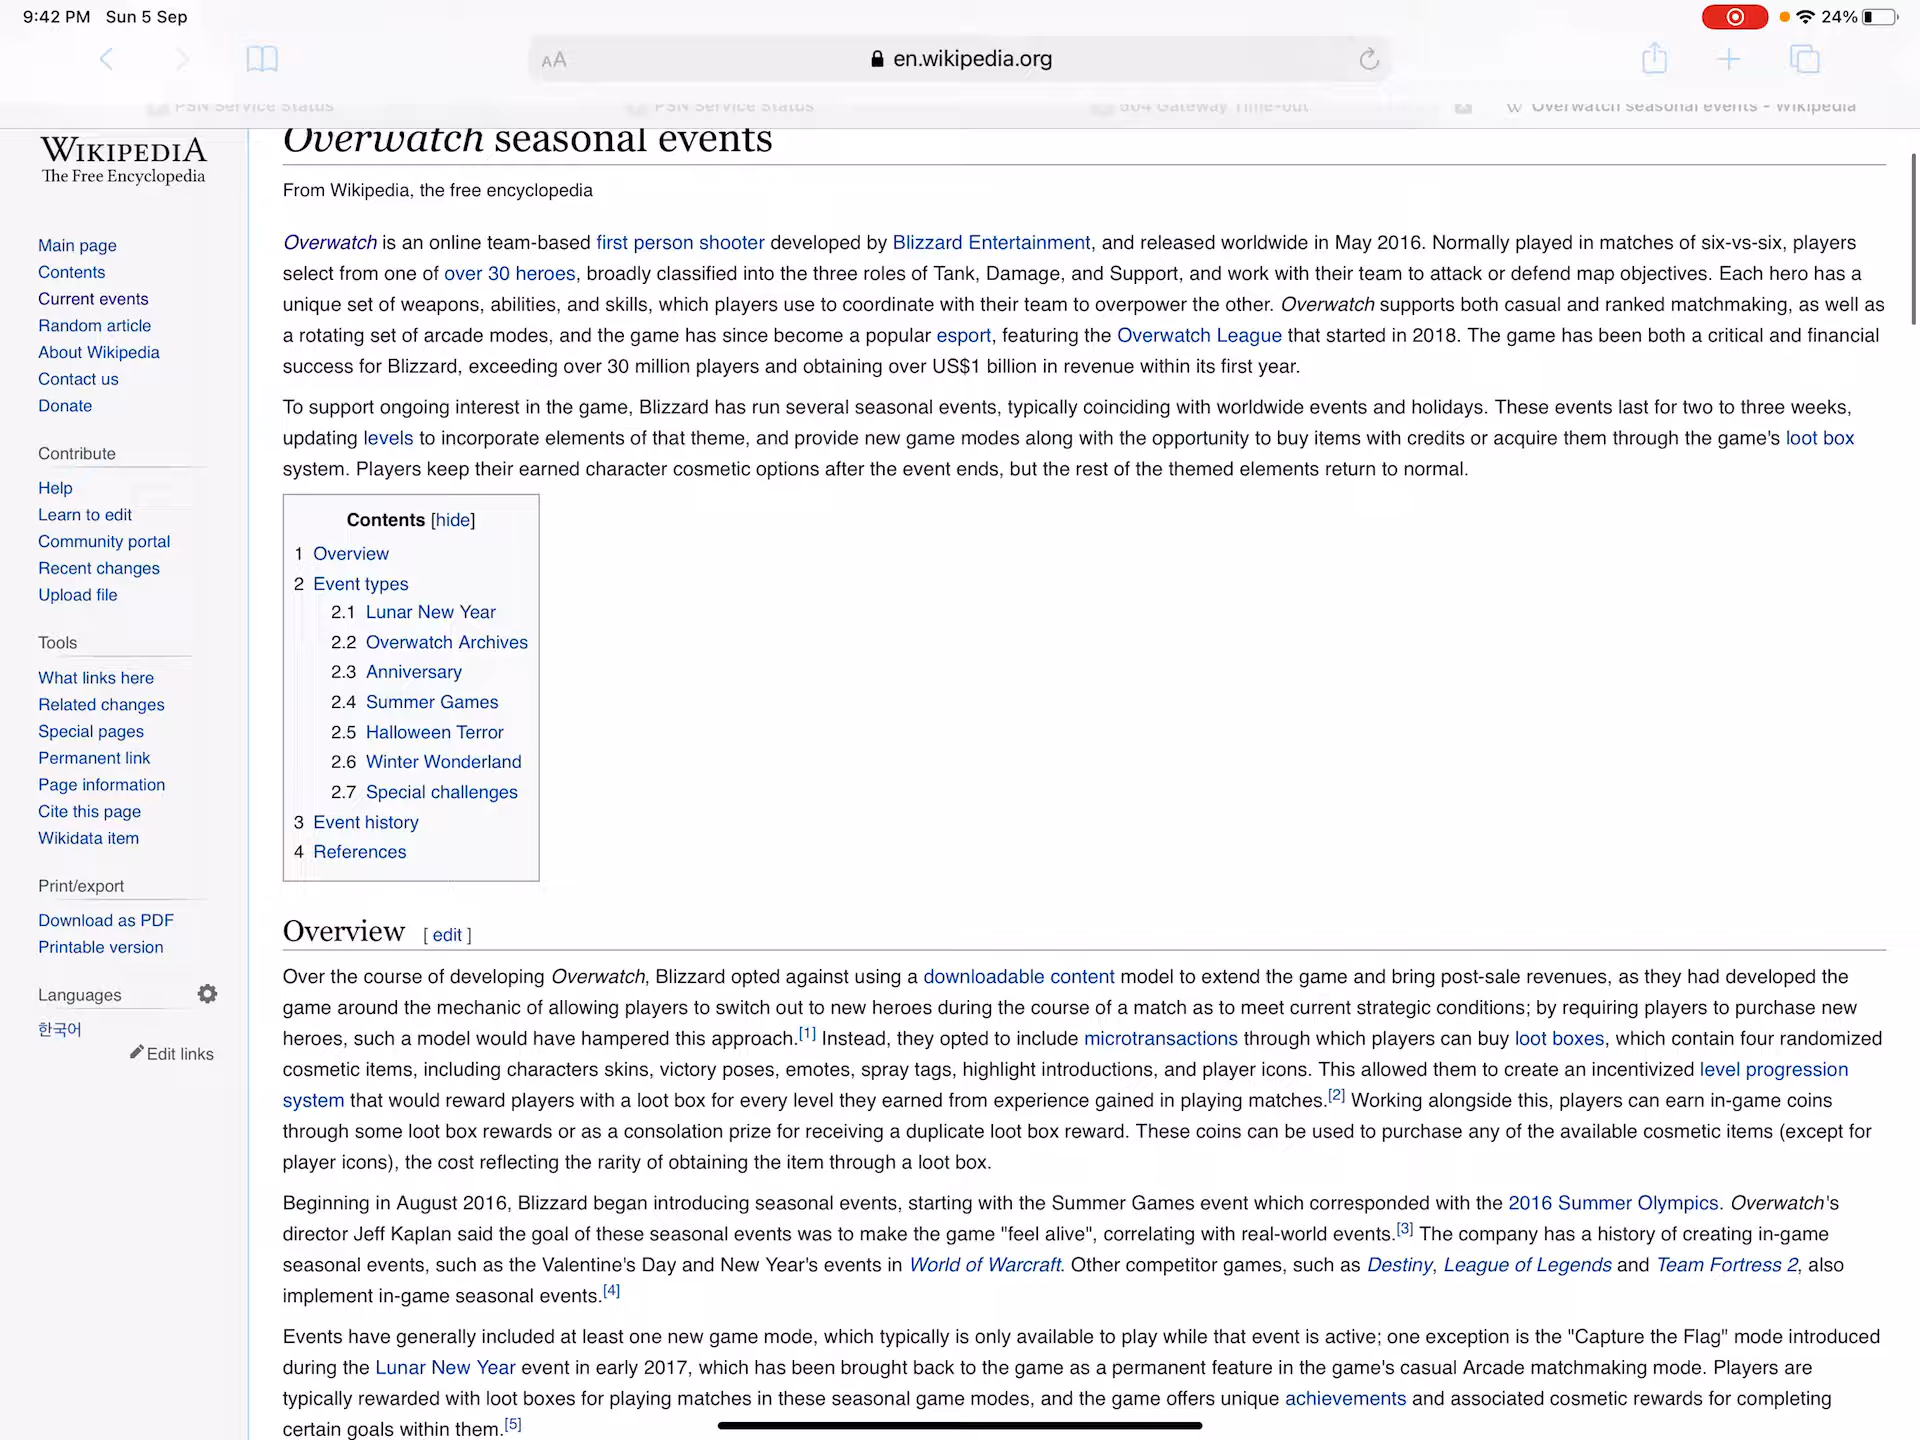 9:42 PM Sun 5 Sep
24%
AA
en.wikipedia.org
PSN Service Status
PSN Service Status
504 Gateway Time-out
W Overwatch seasonal events - Wikipedia
WIKIPEDIA
The Free Encyclopedia
Main page
Contents
Current events
Random article
About Wikipedia
Contact us
Donate
Contribute
Help
Learn to edit
Community portal
Recent changes
Upload file
Tools
What links here
Related changes
Special pages
Permanent link
Page information
Cite this page
Wikidata item
Print/export
Download as PDF
Printable version
Languages
한국어
Edit links
Overwatch seasonal events
From Wikipedia, the free encyclopedia
Overwatch is an online team-based first person shooter developed by Blizzard Entertainment, and released worldwide in May 2016. Normally played in matches of six-vs-six, players
select from one of over 30 heroes, broadly classified into the three roles of Tank, Damage, and Support, and work with their team to attack or defend map objectives. Each hero has a
unique set of weapons, abilities, and skills, which players use to coordinate with their team to overpower the other. Overwatch supports both casual and ranked matchmaking, as well as
a rotating set of arcade modes, and the game has since become a popular esport, featuring the Overwatch League that started in 2018. The game has been both a critical and financial
success for Blizzard, exceeding over 30 million players and obtaining over US$1 billion in revenue within its first year.
To support ongoing interest in the game, Blizzard has run several seasonal events, typically coinciding with worldwide events and holidays. These events last for two to three weeks,
updating levels to incorporate elements of that theme, and provide new game modes along with the opportunity to buy items with credits or acquire them through the game's loot box
system. Players keep their earned character cosmetic options after the event ends, but the rest of the themed elements return to normal.
Contents [hide]
1 Overview
2 Event types
2.1 Lunar New Year
2.2 Overwatch Archives
2.3 Anniversary
2.4 Summer Games
2.5 Halloween Terror
2.6 Winter Wonderland
2.7 Special challenges
3 Event history
4 References
Overview [ edit ]
Over the course of developing Overwatch, Blizzard opted against using a downloadable content model to extend the game and bring post-sale revenues, as they had developed the
game around the mechanic of allowing players to switch out to new heroes during the course of a match as to meet current strategic conditions; by requiring players to purchase new
heroes, such a model would have hampered this approach.[1] Instead, they opted to include microtransactions through which players can buy loot boxes, which contain four randomized
cosmetic items, including characters skins, victory poses, emotes, spray tags, highlight introductions, and player icons. This allowed them to create an incentivized level progression
system that would reward players with a loot box for every level they earned from experience gained in playing matches.[2] Working alongside this, players can earn in-game coins
through some loot box rewards or as a consolation prize for receiving a duplicate loot box reward. These coins can be used to purchase any of the available cosmetic items (except for
player icons), the cost reflecting the rarity of obtaining the item through a loot box.
Beginning in August 2016, Blizzard began introducing seasonal events, starting with the Summer Games event which corresponded with the 2016 Summer Olympics. Overwatch's
director Jeff Kaplan said the goal of these seasonal events was to make the game "feel alive", correlating with real-world events.[3] The company has a history of creating in-game
seasonal events, such as the Valentine's Day and New Year's events in World of Warcraft. Other competitor games, such as Destiny, League of Legends and Team Fortress 2, also
implement in-game seasonal events.[4]
Events have generally included at least one new game mode, which typically is only available to play while that event is active; one exception is the "Capture the Flag" mode introduced
during the Lunar New Year event in early 2017, which has been brought back to the game as a permanent feature in the game's casual Arcade matchmaking mode. Players are
typically rewarded with loot boxes for playing matches in these seasonal game modes, and the game offers unique achievements and associated cosmetic rewards for completing
certain goals within them.[5]